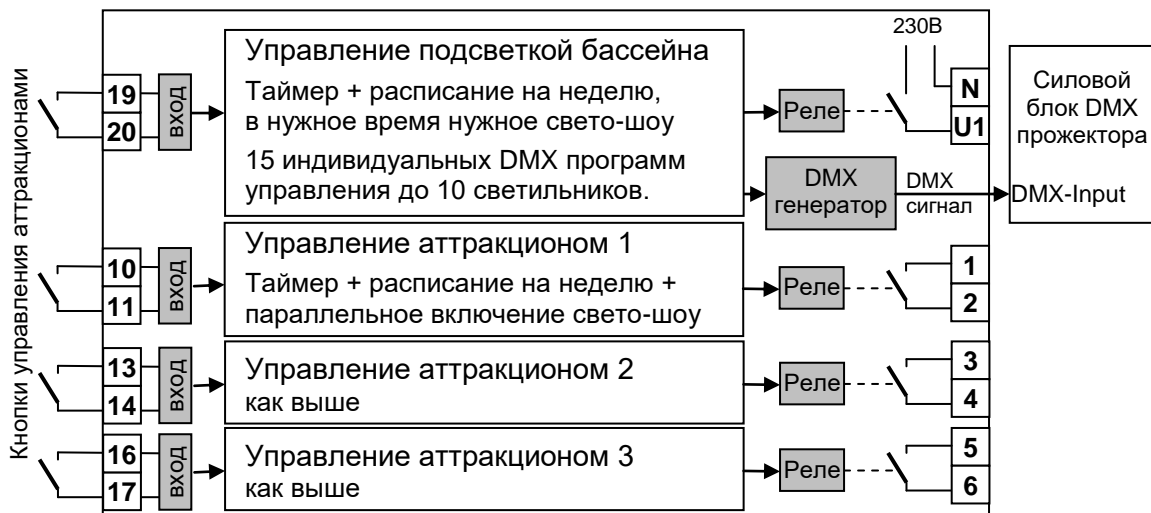 Кнопки управления аттракционами
19
20
вход
Управление подсветкой бассейна
Таймер + расписание на неделю,
в нужное время нужное свето-шоу
15 индивидуальных DMX программ
управления до 10 светильников.
Реле
230В
N
U1
DMX
генератор
DMX
сигнал
Силовой
блок DMX
прожектора
DMX-Input
10
11
вход
Управление аттракционом 1
Таймер + расписание на неделю +
параллельное включение свето-шоу
Реле
1
2
13
14
вход
Управление аттракционом 2
как выше
Реле
3
4
16
17
вход
Управление аттракционом 3
как выше
Реле
5
6